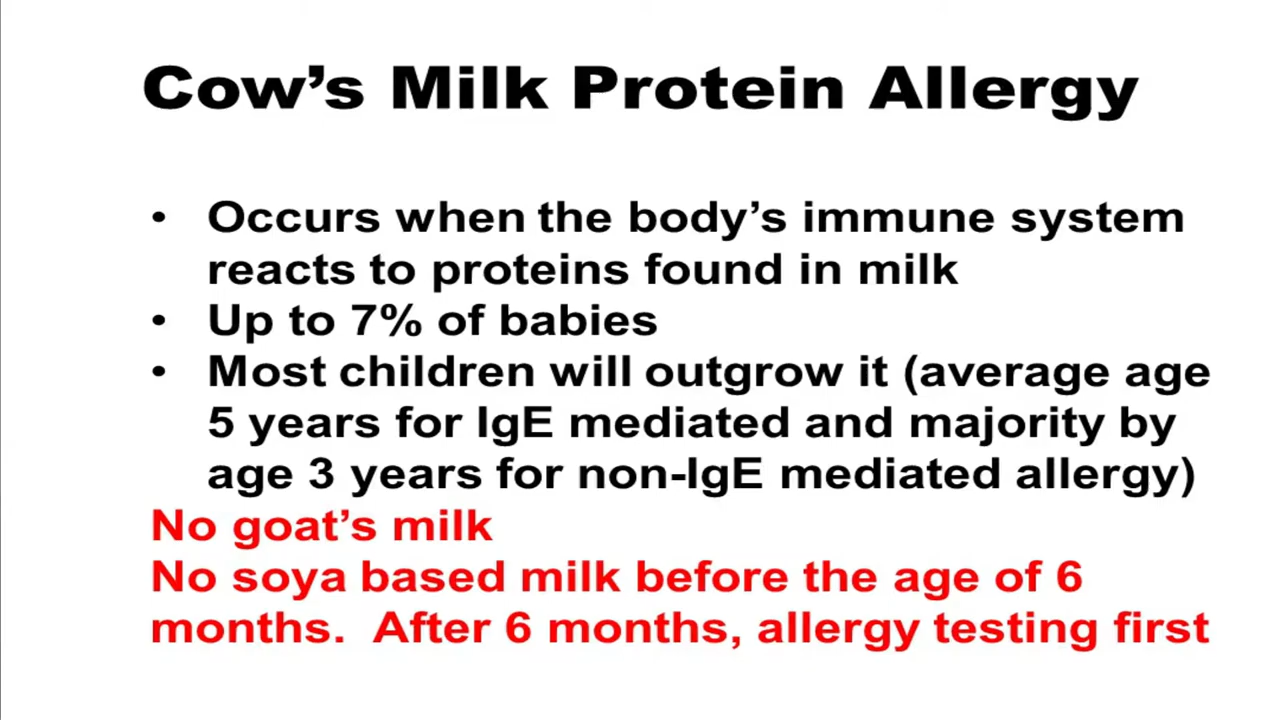 Cow’s Milk Protein Allergy
• Occurs when the body’s immune system
reacts to proteins found in milk
• Up to 7% of babies
• Most children will outgrow it (average age
5 years for IgE mediated and majority by
age 3 years for non-IgE mediated allergy)
No goat’s milk
No soya based milk before the age of 6
months.  After 6 months, allergy testing first